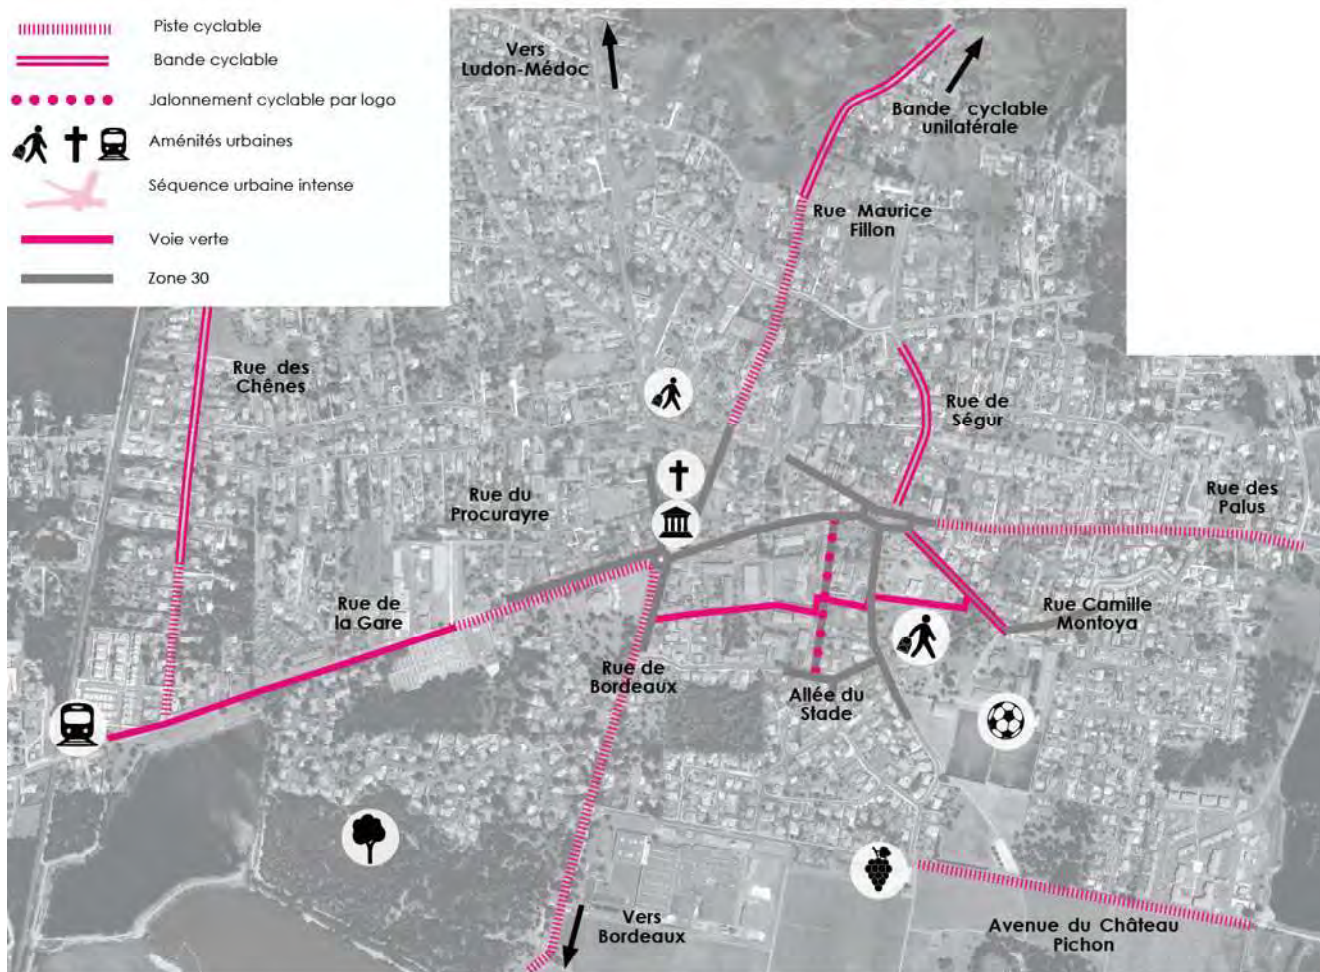 Piste cyclable
Bande cyclable
Jalonnement cyclable par logo
Aménités urbaines
Séquence urbaine intense
Voie verte
Zone 30
Vers
Ludon-Médoc
Bande cyclable
unilatérale
Rue Maurice
Fillon
Rue des
Chênes
Rue de
Ségur
Rue des
Palus
Rue du
Procurayre
Rue de
la Gare
Rue Camille
Montoya
Rue de
Bordeaux
Allée du
Stade
Vers
Bordeaux
Avenue du Château
Pichon